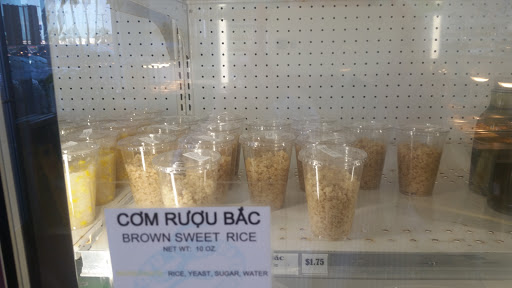 CƠM RƯỢU BẮC
BROWN SWEET RICE
NET WT: 10 OZ.
RICE, YEAST, SUGAR, WATER
$1.75